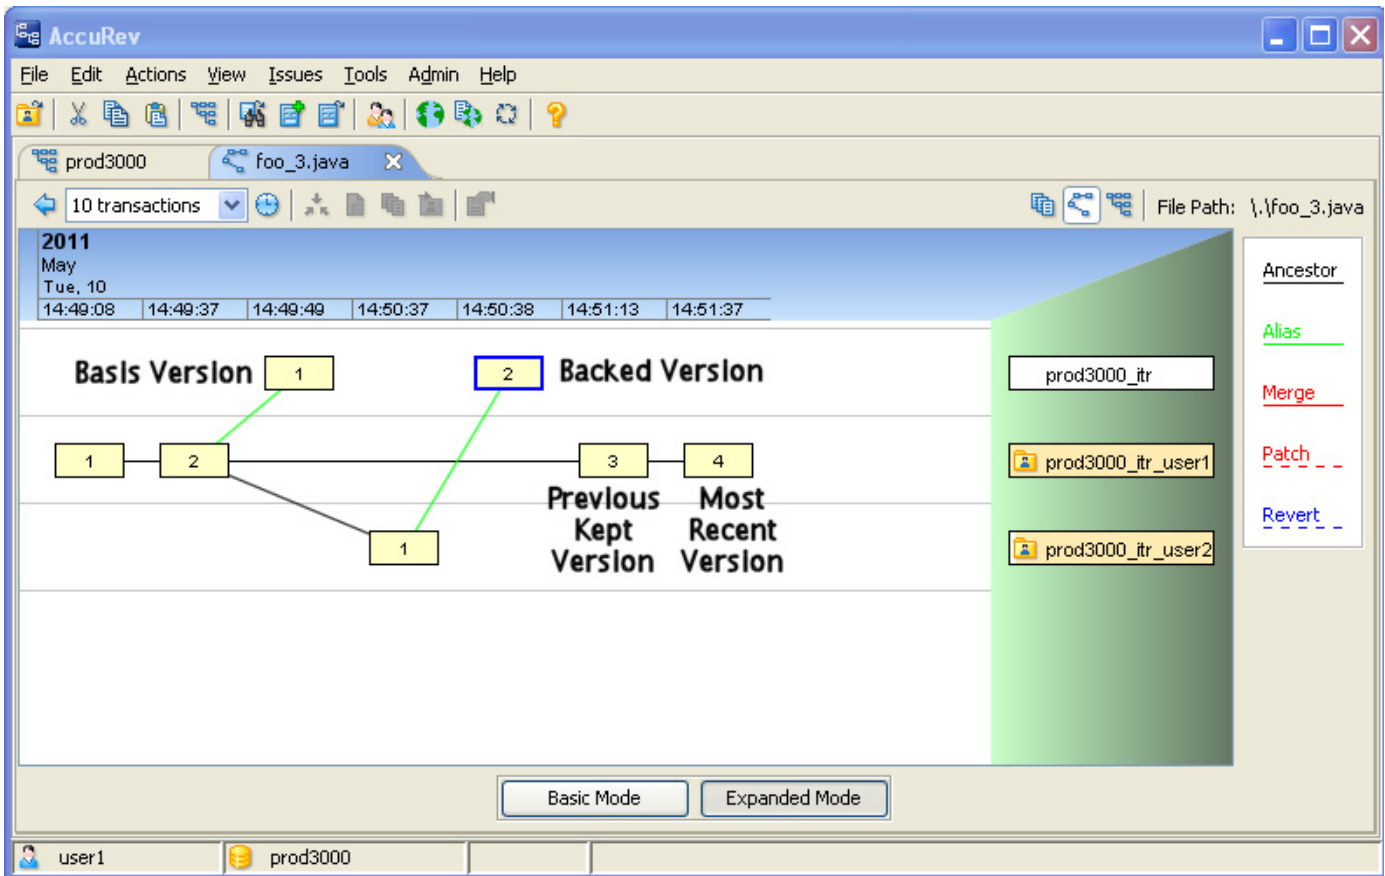 AccuRev
File Edit Actions View Issues Tools Admin Help
prod3000 foo_3.java
10 transactions File Path: \.\foo_3.java
2011
May
Tue, 10
14:49:08 14:49:37 14:49:49 14:50:37 14:50:38 14:51:13 14:51:37
Ancestor
Alias
Merge
Patch
Revert
Basis Version 1 2 Backed Version prod3000_itr
1 2 3 4 prod3000_itr_user1
Previous Most
Kept Recent
Version Version
1 prod3000_itr_user2
Basic Mode Expanded Mode
user1 prod3000